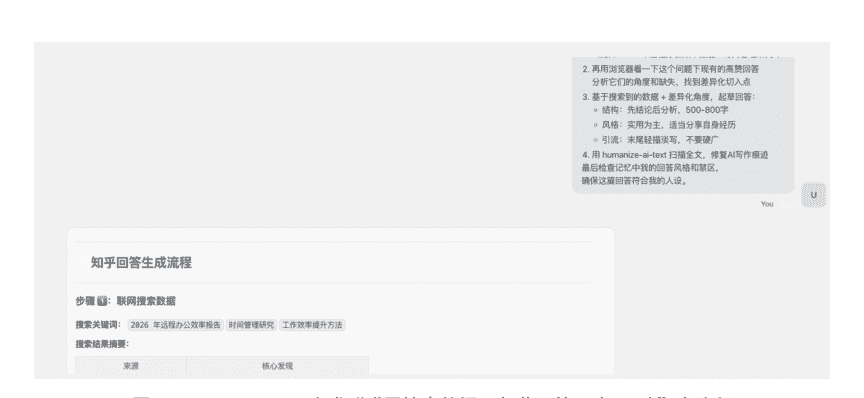 2. 再用浏览器看一下这个问题下现有的高赞回答
分析它们的角度和缺失，找到差异化切入点
3. 基于搜索到的数据 + 差异化角度，起草回答：
结构：先结论后分析，500-800字
风格：实用为主，适当分享自身经历
引流：末尾轻描淡写，不要硬广
4. 用 humanize-ai-text 扫描全文，修复AI写作痕迹
最后检查记忆中我的回答风格和禁区，
确保这篇回答符合我的人设。
U
You
知乎回答生成流程
步骤1：联网搜索数据
搜索关键词： 2026 年远程办公效率报告 时间管理研究 工作效率提升方法
搜索结果摘要：
来源 核心发现